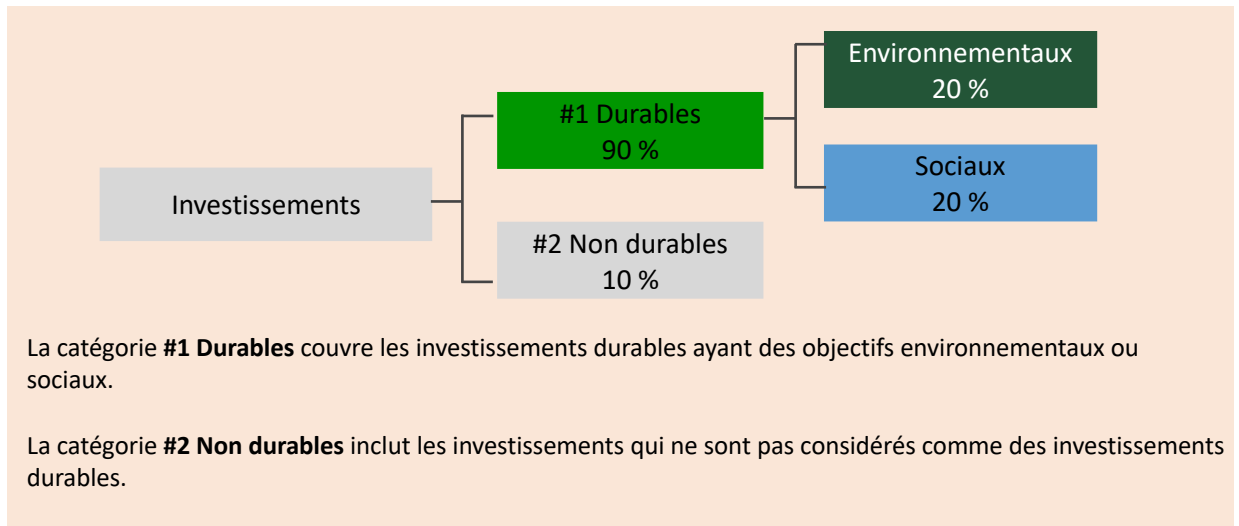 Environnementaux
20 %
#1 Durables
90 %
Sociaux
20 %
Investissements
#2 Non durables
10 %
La catégorie #1 Durables couvre les investissements durables ayant des objectifs environnementaux ou
sociaux.
La catégorie #2 Non durables inclut les investissements qui ne sont pas considérés comme des investissements
durables.